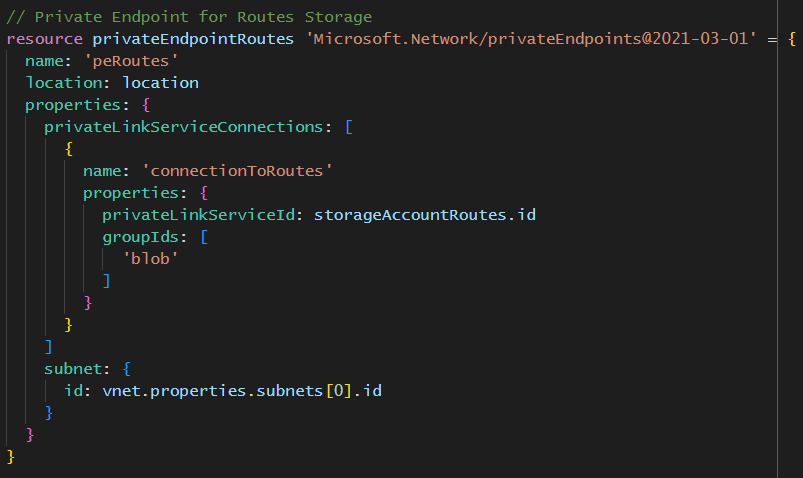 // Private Endpoint for Routes Storage
resource privateEndpointRoutes 'Microsoft.Network/privateEndpoints@2021-03-01' = {
  name: 'peRoutes'
  location: location
  properties: {
    privateLinkServiceConnections: [
      {
        name: 'connectionToRoutes'
        properties: {
          privateLinkServiceId: storageAccountRoutes.id
          groupIds: [
            'blob'
          ]
        }
      }
    ]
    subnet: {
      id: vnet.properties.subnets[0].id
    }
  }
}